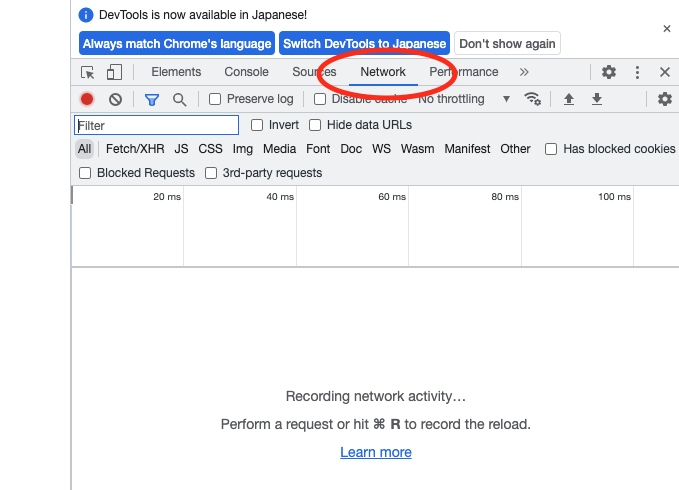 DevTools is now available in Japanese!
Always match Chrome's language Switch DevTools to Japanese Don't show again
Elements Console Sources Network Performance
Preserve log Disable cache No throttling
Filter Invert Hide data URLs
All Fetch/XHR JS CSS Img Media Font Doc WS Wasm Manifest Other Has blocked cookies
Blocked Requests 3rd-party requests
20 ms 40 ms 60 ms 80 ms 100 ms
Recording network activity…
Perform a request or hit ⌘ R to record the reload.
Learn more